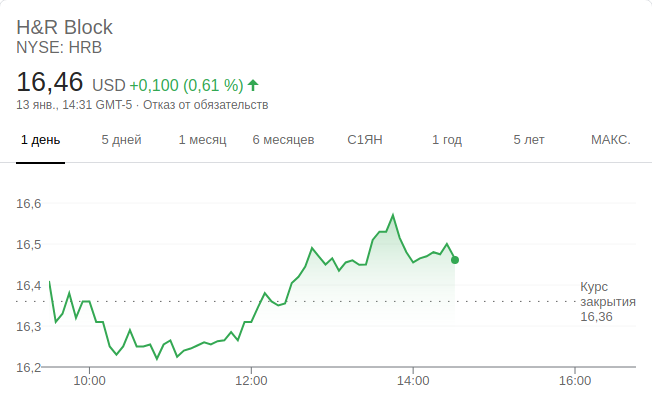 H&R Block
NYSE: HRB
16,46 USD +0,100 (0,61 %)
13 янв., 14:31 GMT-5 · Отказ от обязательств
1 день 5 дней 1 месяц 6 месяцев С1ЯН 1 год 5 лет МАКС.
16,6
16,5
16,4
16,3
16,2
Курс
закрытия
16,36
10:00 12:00 14:00 16:00